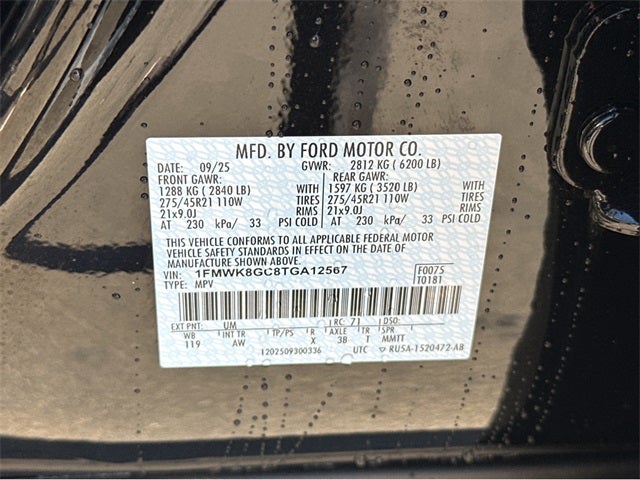 MFD. BY FORD MOTOR CO.
DATE: 09/25 GVWR: 2812 KG ( 6200 LB)
FRONT GAWR: REAR GAWR:
1288 KG ( 2840 LB) WITH 1597 KG ( 3520 LB) WITH
275/45R21 110W TIRES 275/45R21 110W TIRES
21x9.0J RIMS 21x9.0J RIMS
AT 230 kPa/ 33 PSI COLD AT 230 kPa/ 33 PSI COLD
THIS VEHICLE CONFORMS TO ALL APPLICABLE FEDERAL MOTOR
VEHICLE SAFETY STANDARDS IN EFFECT ON THE DATE OF
MANUFACTURE SHOWN ABOVE.
VIN: 1FMWK8GC8TGA12567 F0075
TYPE: MPV T0181
EXT PNT: UM RC: 71 DSO:
WB INT TR TP/PS R AXLE TR SPR
119 AW X 3B T MMTT
1202509300336 UTC RU5A-1520472-AB